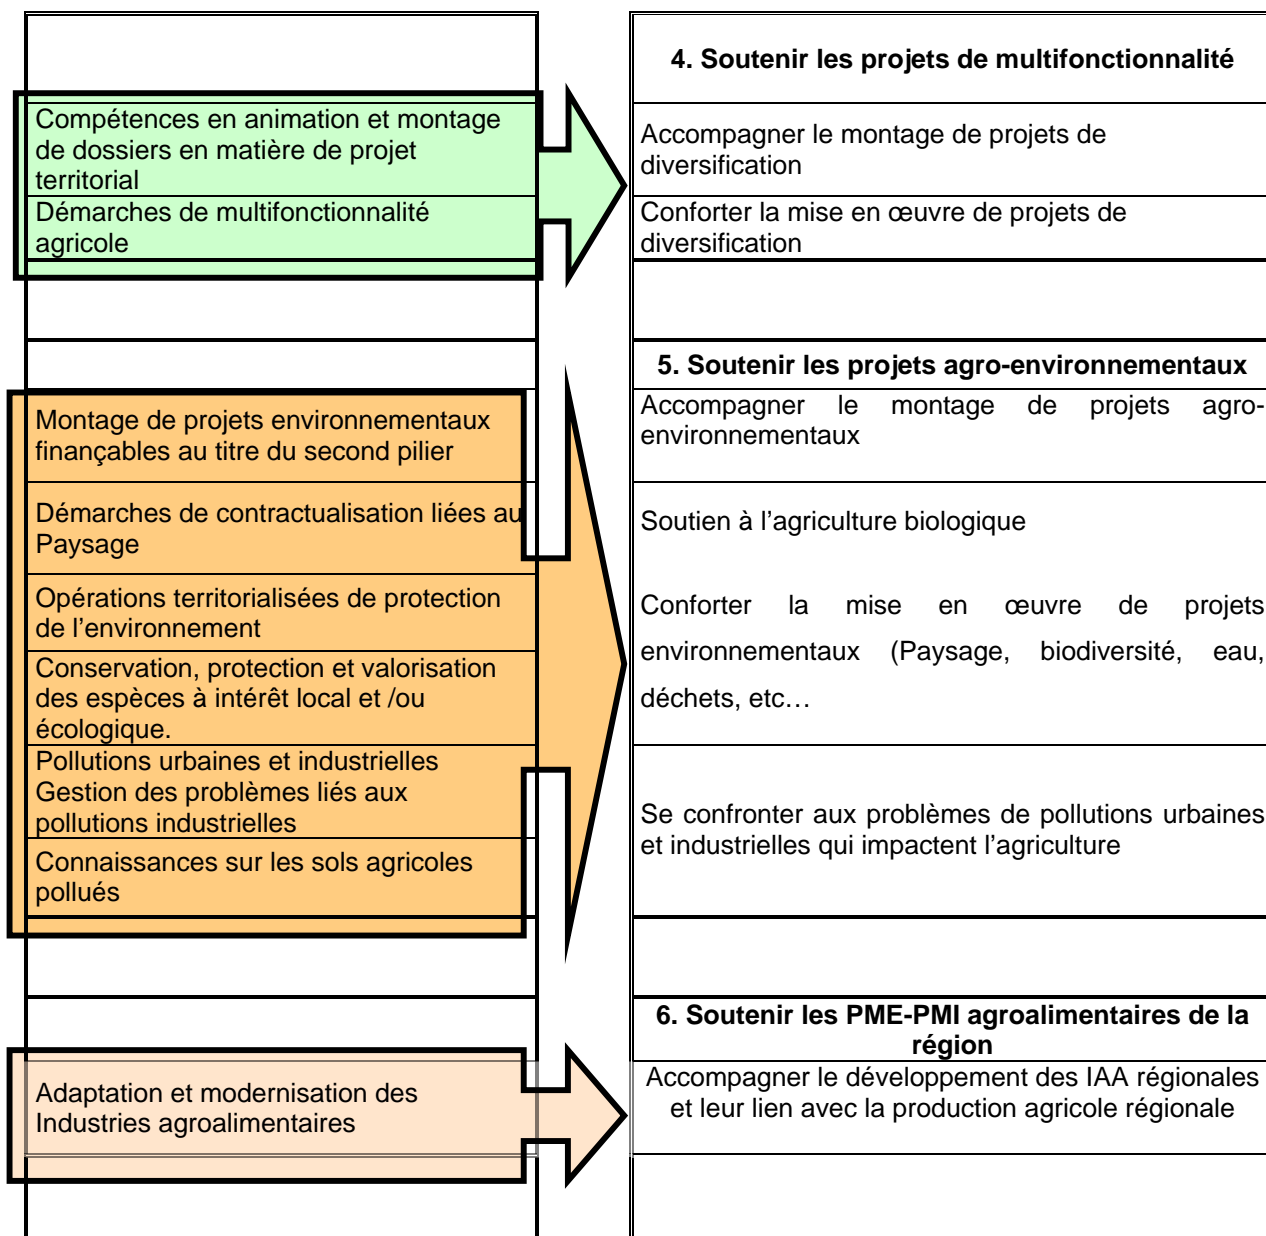 4. Soutenir les projets de multifonctionnalité
Compétences en animation et montage
de dossiers en matière de projet
territorial
Accompagner le montage de projets de
diversification
Démarches de multifonctionnalité
agricole
Conforter la mise en œuvre de projets de
diversification
5. Soutenir les projets agro-environnementaux
Montage de projets environnementaux
finançables au titre du second pilier
Accompagner le montage de projets agro-
environnementaux
Démarches de contractualisation liées au
Paysage
Soutien à l’agriculture biologique
Opérations territorialisées de protection
de l’environnement
Conservation, protection et valorisation
des espèces à intérêt local et /ou
écologique.
Conforter la mise en œuvre de projets
environnementaux (Paysage, biodiversité, eau,
déchets, etc…
Pollutions urbaines et industrielles
Gestion des problèmes liés aux
pollutions industrielles
Connaissances sur les sols agricoles
pollués
Se confronter aux problèmes de pollutions urbaines
et industrielles qui impactent l’agriculture
6. Soutenir les PME-PMI agroalimentaires de la
région
Adaptation et modernisation des
Industries agroalimentaires
Accompagner le développement des IAA régionales
et leur lien avec la production agricole régionale